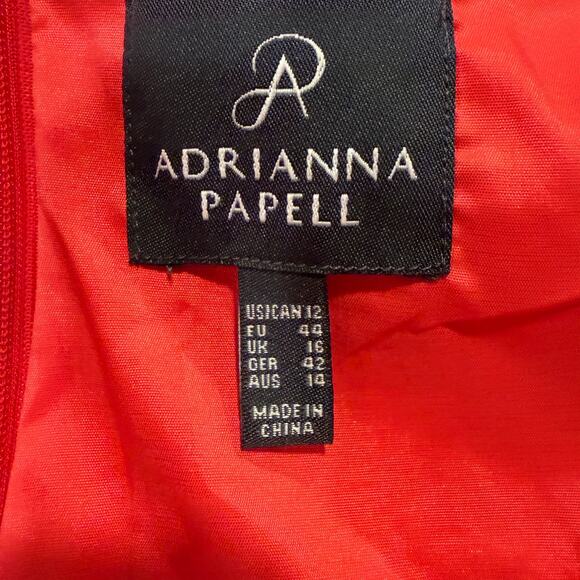 AP
ADRIANNA
PAPELL
US/CAN 12
EU 44
UK 16
GER 42
AUS 14
MADE IN
CHINA